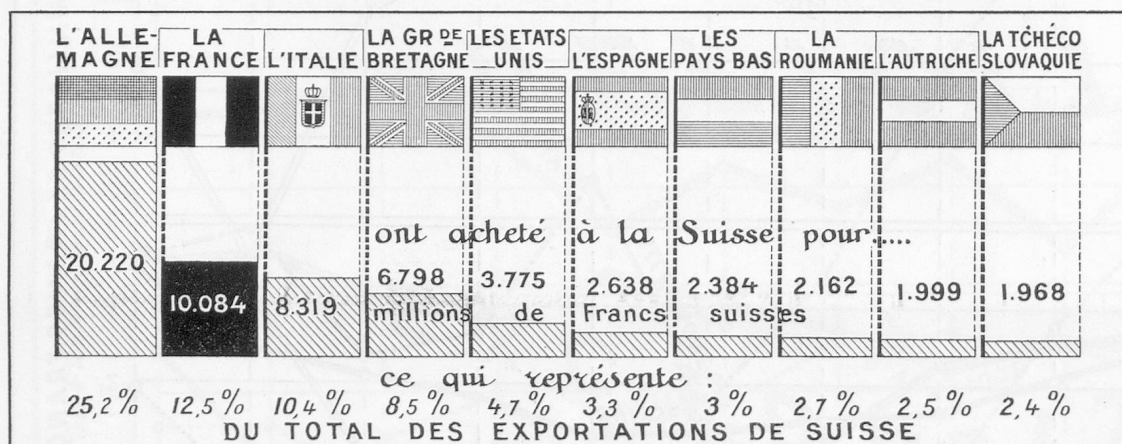 L'ALLE-
MAGNE
LA
FRANCE
L'ITALIE
LA GR DE
BRETAGNE
LES ETATS
UNIS
L'ESPAGNE
LES
PAYS BAS
LA
ROUMANIE
L'AUTRICHE
LA TCHÉCO
SLOVAQUIE
ont acheté à la Suisse pour.....
20.220 10.084 8.319 6.798 3.775 2.638 2.384 2.162 1.999 1.968
millions de Francs suisses
ce qui représente :
25,2% 12,5% 10,4% 8,5% 4,7% 3,3% 3% 2,7% 2,5% 2,4%
DU TOTAL DES EXPORTATIONS DE SUISSE